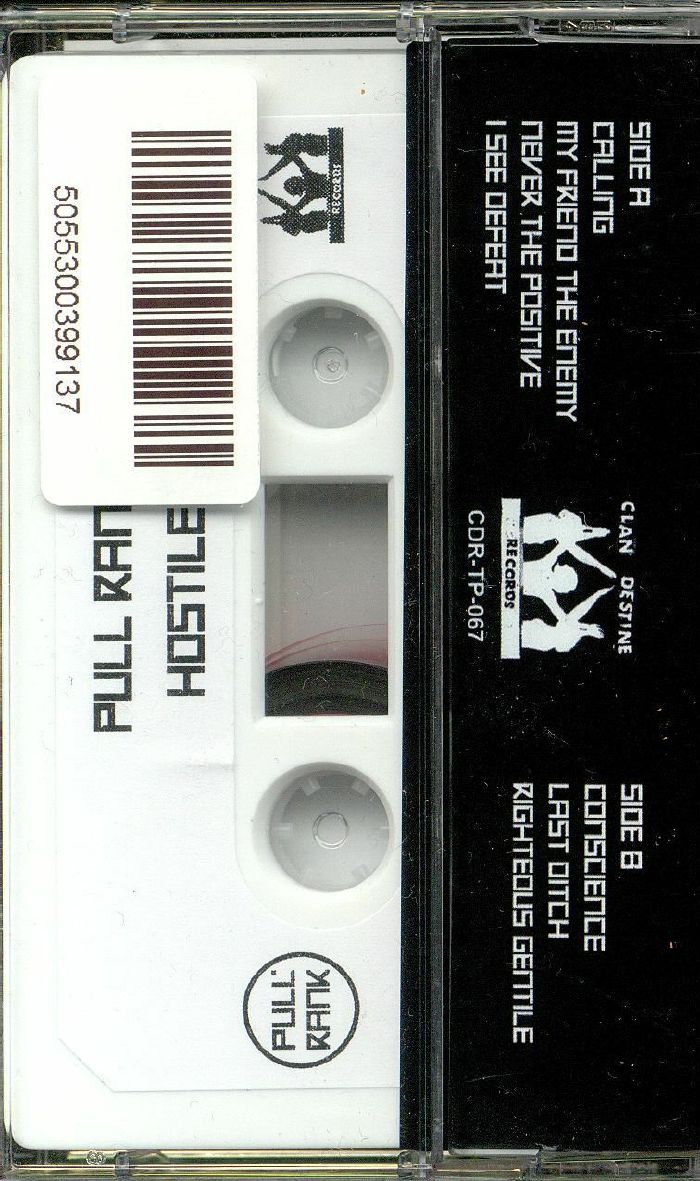 SIDE A
CALLING
MY FRIEND THE ENEMY
NEVER THE POSITIVE
I SEE DEFEAT
CLAN DESTINE
RECORDS
CDR-TP-067
SIDE B
CONSCIENCE
LAST DITCH
RIGHTEOUS GENTILE
RECORDS
HOSTILE
PULL RAN
5055300399137
PULL
RANK